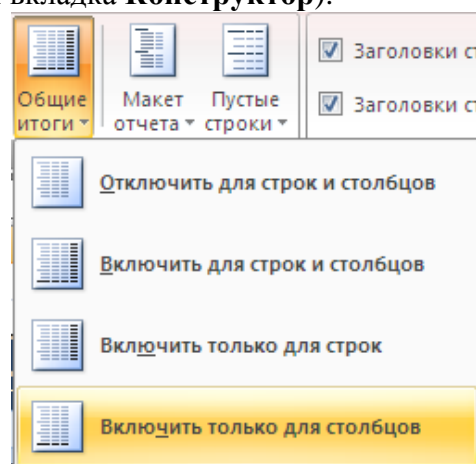 вкладка Конструктор).
Общие итоги
Макет отчета
Пустые строки
Заголовки ст
Заголовки ст
Отключить для строк и столбцов
Включить для строк и столбцов
Включить только для строк
Включить только для столбцов